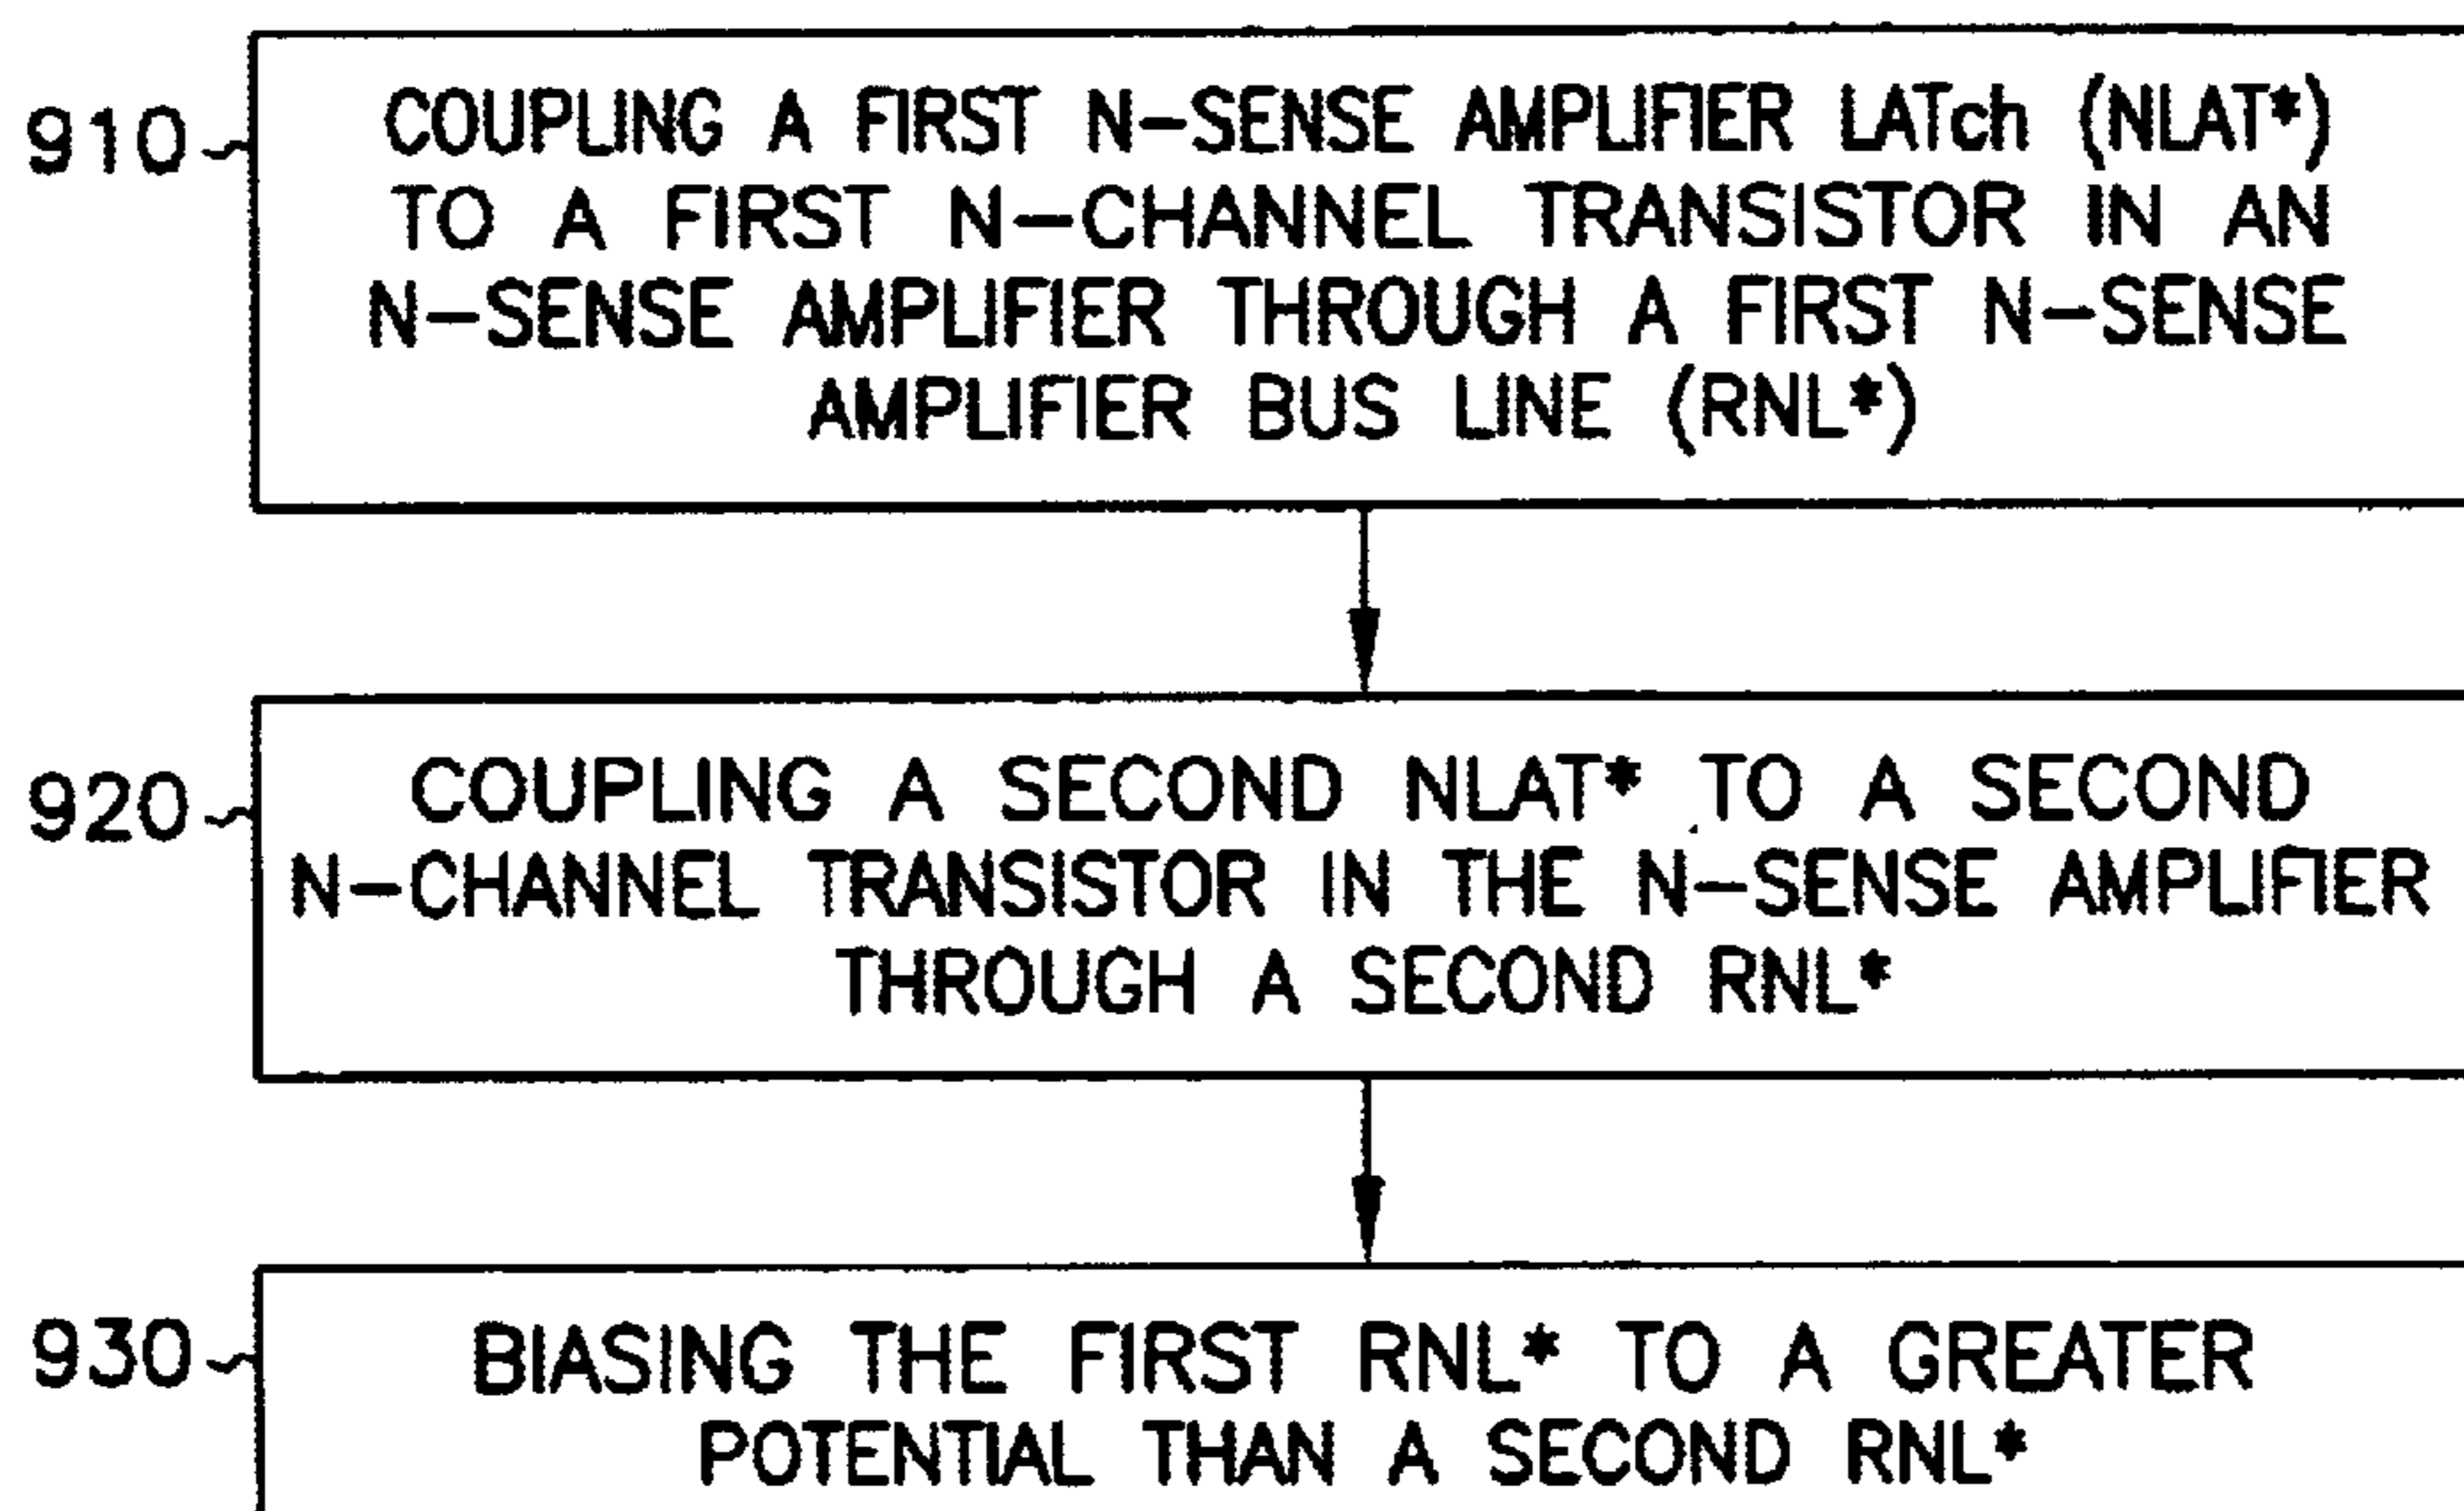 910 COUPLING A FIRST N-SENSE AMPLIFIER LATch (NLAT*)
TO A FIRST N-CHANNEL TRANSISTOR IN AN
N-SENSE AMPLIFIER THROUGH A FIRST N-SENSE
AMPLIFIER BUS LINE (RNL*)
920 COUPLING A SECOND NLAT* TO A SECOND
N-CHANNEL TRANSISTOR IN THE N-SENSE AMPLIFIER
THROUGH A SECOND RNL*
930 BIASING THE FIRST RNL* TO A GREATER
POTENTIAL THAN A SECOND RNL*